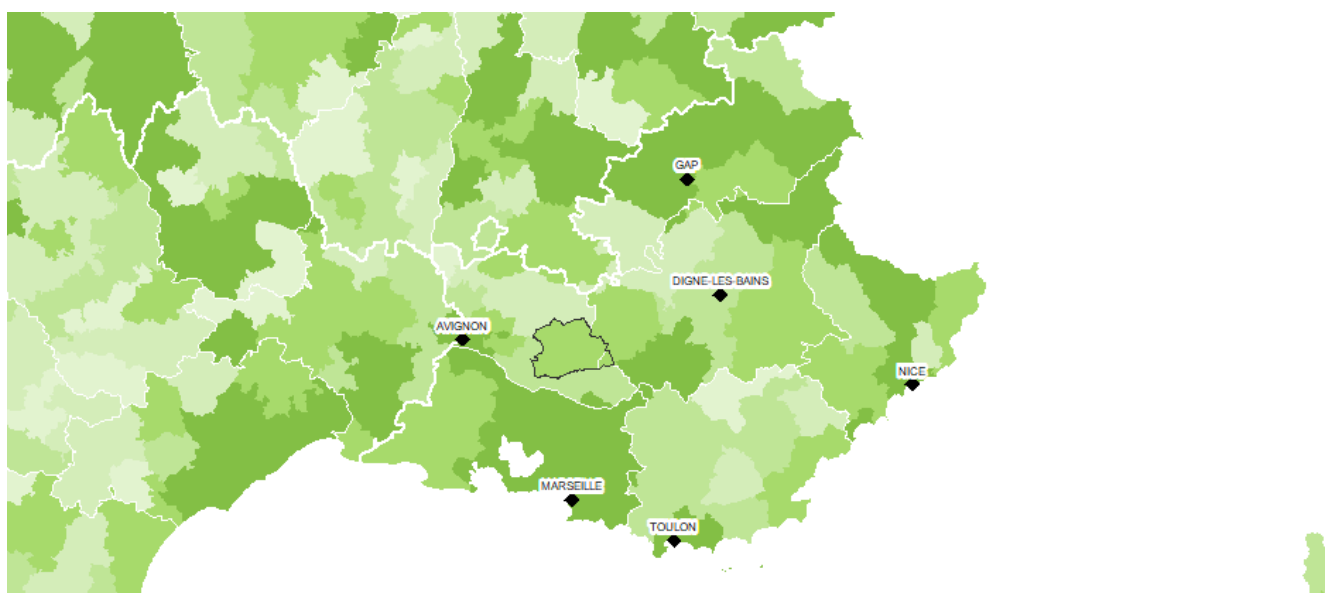 GAP
DIGNE-LES-BAINS
AVIGNON
NICE
MARSEILLE
TOULON